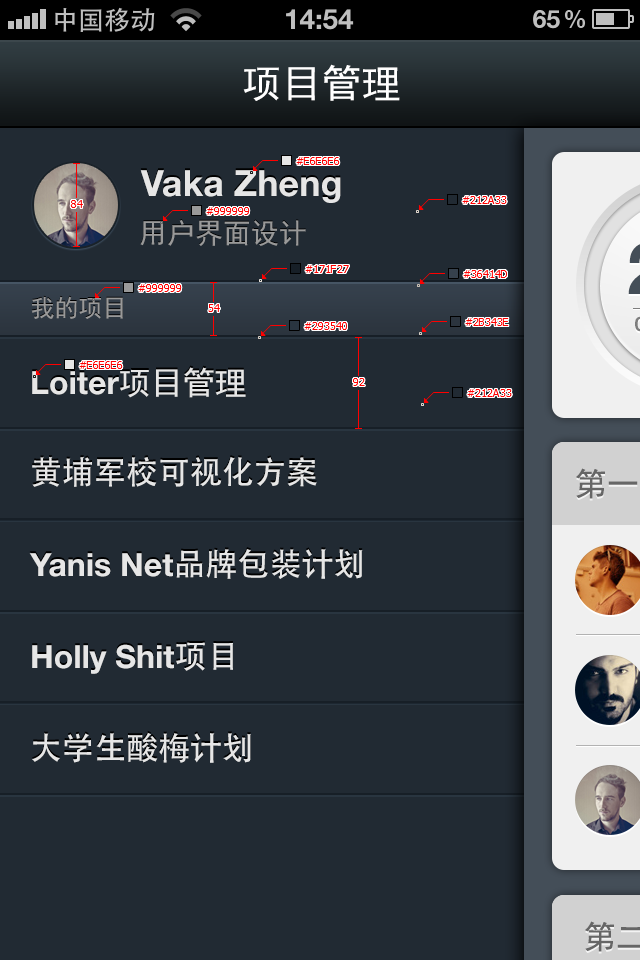 中国移动 14:54 65%
项目管理
#E6E6E6
Vaka Zheng
84
#212A33
#999999
用户界面设计
#171F27
#36414D
#999999
我的项目
54
#293540
#2B343E
#E6E6E6
Loiter项目管理
92
#212A33
黄埔军校可视化方案
第一
Yanis Net品牌包装计划
Holly Shit项目
大学生酸梅计划
第二